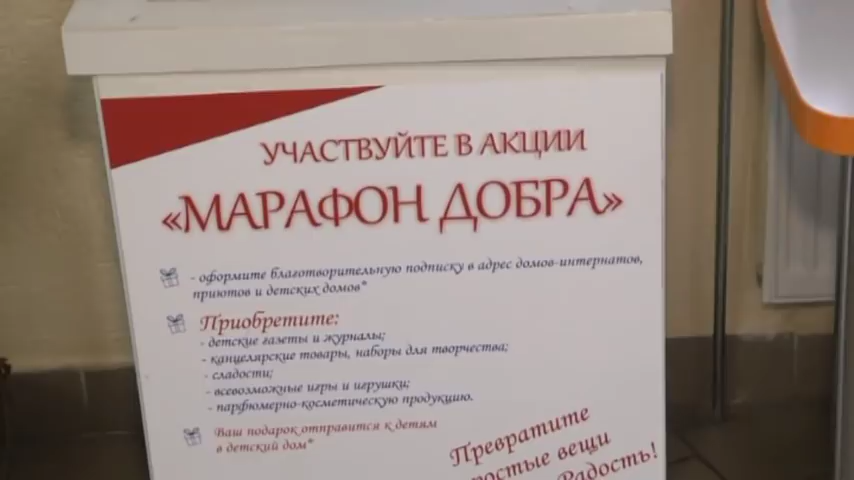 УЧАСТВУЙТЕ В АКЦИИ
«МАРАФОН ДОБРА»
- оформите благотворительную подписку в адрес домов-интернатов,
приютов и детских домов*
Приобретите:
- детские газеты и журналы;
- канцелярские товары, наборы для творчества;
- сладости;
- всевозможные игры и игрушки;
- парфюмерно-косметическую продукцию.
Ваш подарок отправится к детям
в детский дом*
Превратите
вещи
Радость!